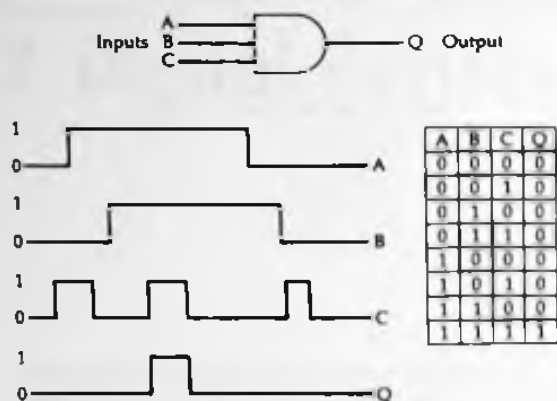 A
Inputs B Q Output
C
1
0 A
1
0 B
1
0 C
1
0 Q
A B C Q
0 0 0 0
0 0 1 0
0 1 0 0
0 1 1 0
1 0 0 0
1 0 1 0
1 1 0 0
1 1 1 1